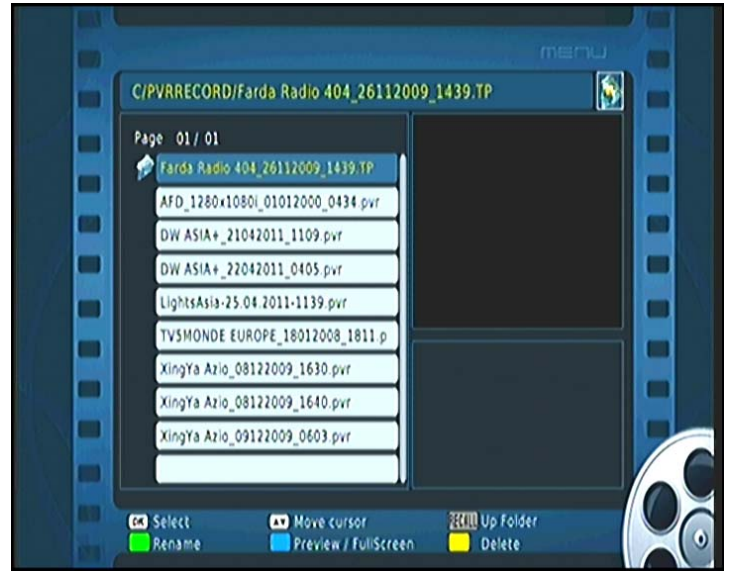 menu
C/PVRRECORD/Farda Radio 404_26112009_1439.TP
Page 01/ 01
Farda Radio 404_26112009_1439.TP
AFD_1280x1080i_01012000_0434.pvr
DW ASIA+_21042011_1109.pvr
DW ASIA+_22042011_0405.pvr
LightsAsia-25.04.2011-1139.pvr
TV5MONDE EUROPE_18012008_1811.p
XingYa Azio_08122009_1630.pvr
XingYa Azio_08122009_1640.pvr
XingYa Azio_09122009_0603.pvr
OK Select ▲▼ Move cursor RECALL Up Folder
Rename Preview / FullScreen Delete